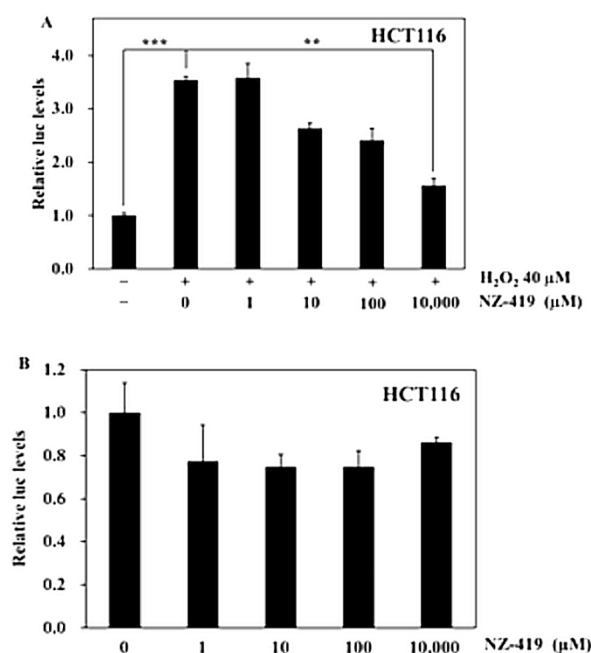 A
*** ** HCT116
4.0
3.0
2.0
1.0
0.0
Relative luc levels
– + + + + + H₂O₂ 40 µM
– 0 1 10 100 10,000 NZ-419 (µM)
B
HCT116
1.2
1.0
0.8
0.6
0.4
0.2
0.0
Relative luc levels
0 1 10 100 10,000 NZ-419 (µM)